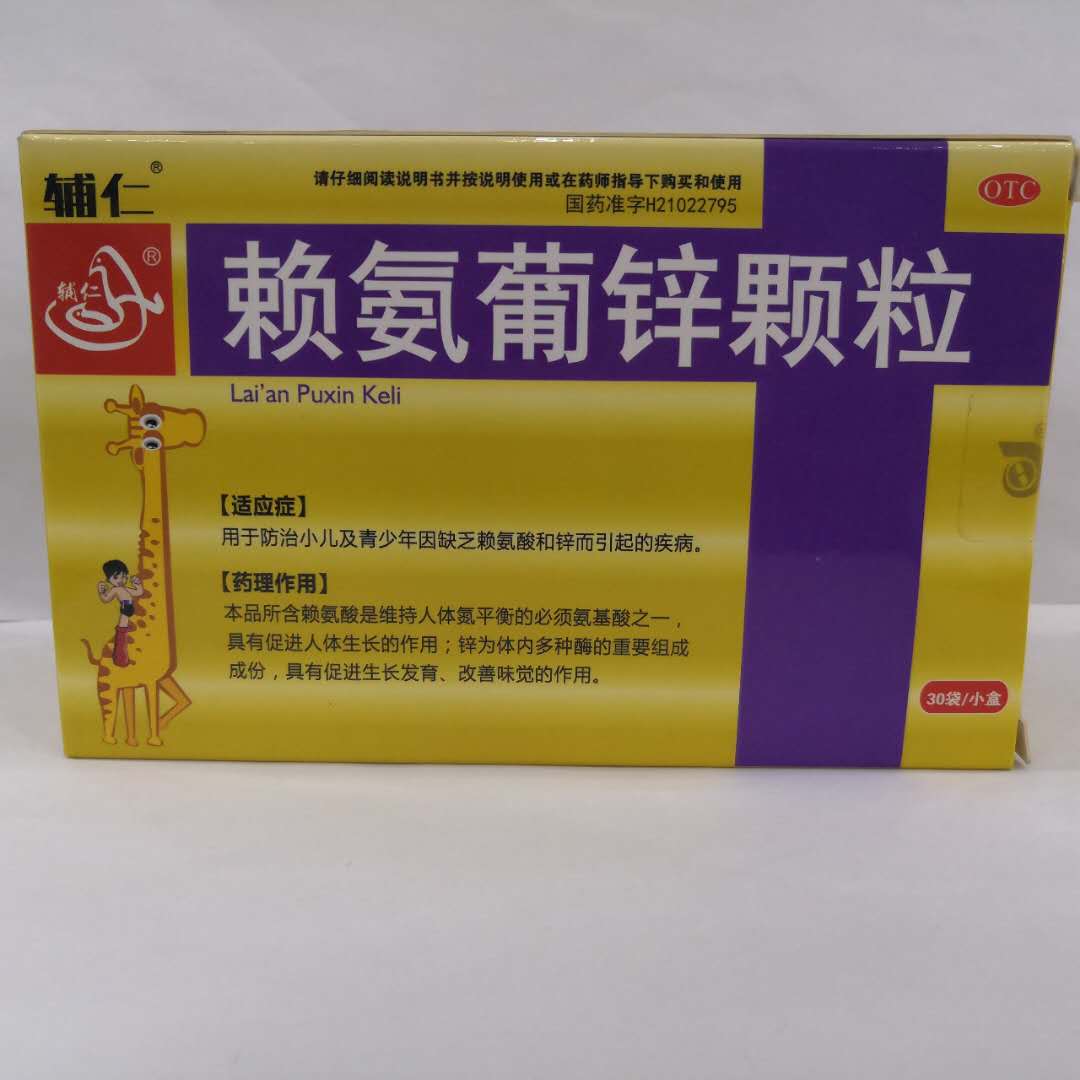 辅仁®
请仔细阅读说明书并按说明使用或在药师指导下购买和使用
国药准字H21022795
OTC
辅仁
®
赖氨葡锌颗粒
Lai'an Puxin Keli
【适应症】
用于防治小儿及青少年因缺乏赖氨酸和锌而引起的疾病。
【药理作用】
本品所含赖氨酸是维持人体氮平衡的必须氨基酸之一，
具有促进人体生长的作用；锌为体内多种酶的重要组成
成份，具有促进生长发育、改善味觉的作用。
30袋/小盒